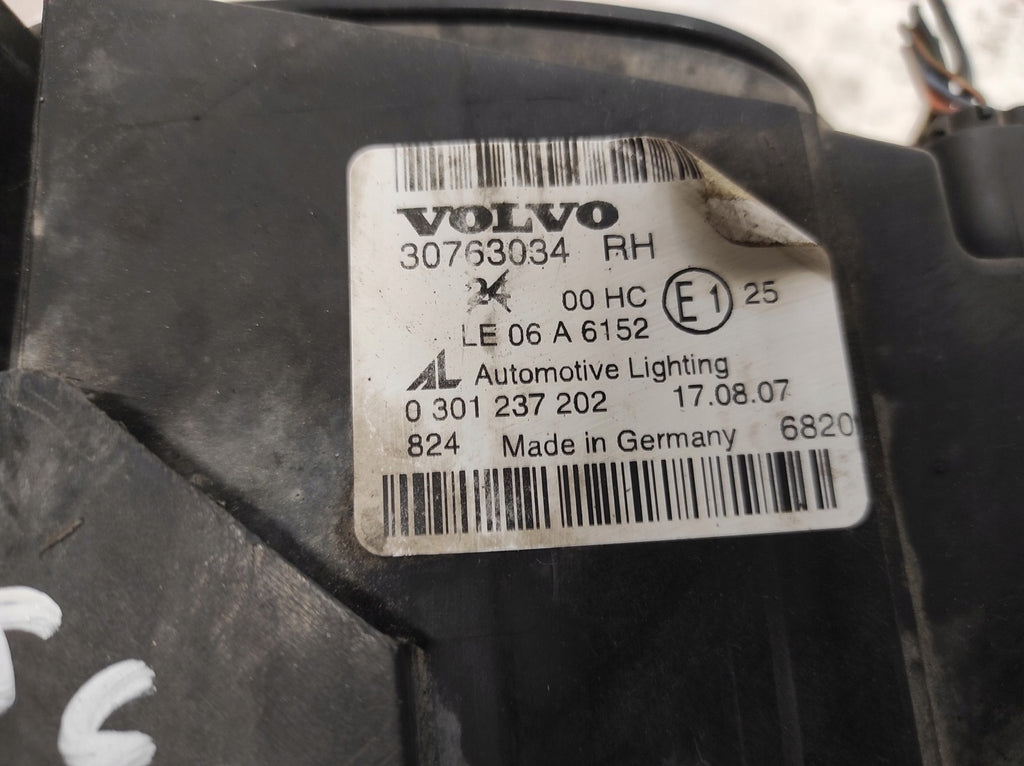 VOLVO
30763034 RH
24 00 HC E1 25
LE 06 A 6152
AL Automotive Lighting
0 301 237 202 17.08.07
824 Made in Germany 6820